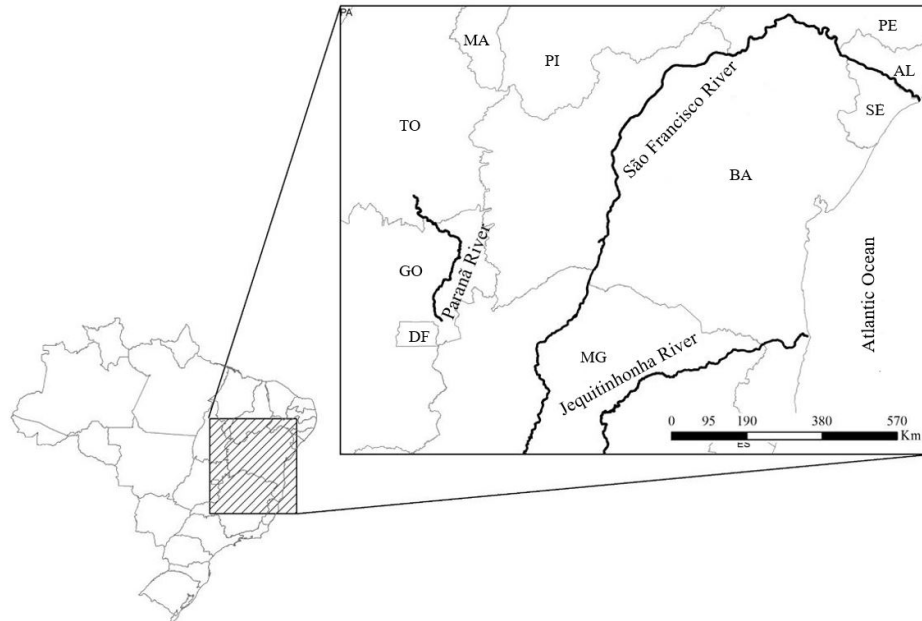 PA
PE
MA
PI
AL
SE
TO
São Francisco River
BA
GO
Paranã River
Atlantic Ocean
DF
MG
Jequitinhonha River
0 95 190 380 570
Km
ES